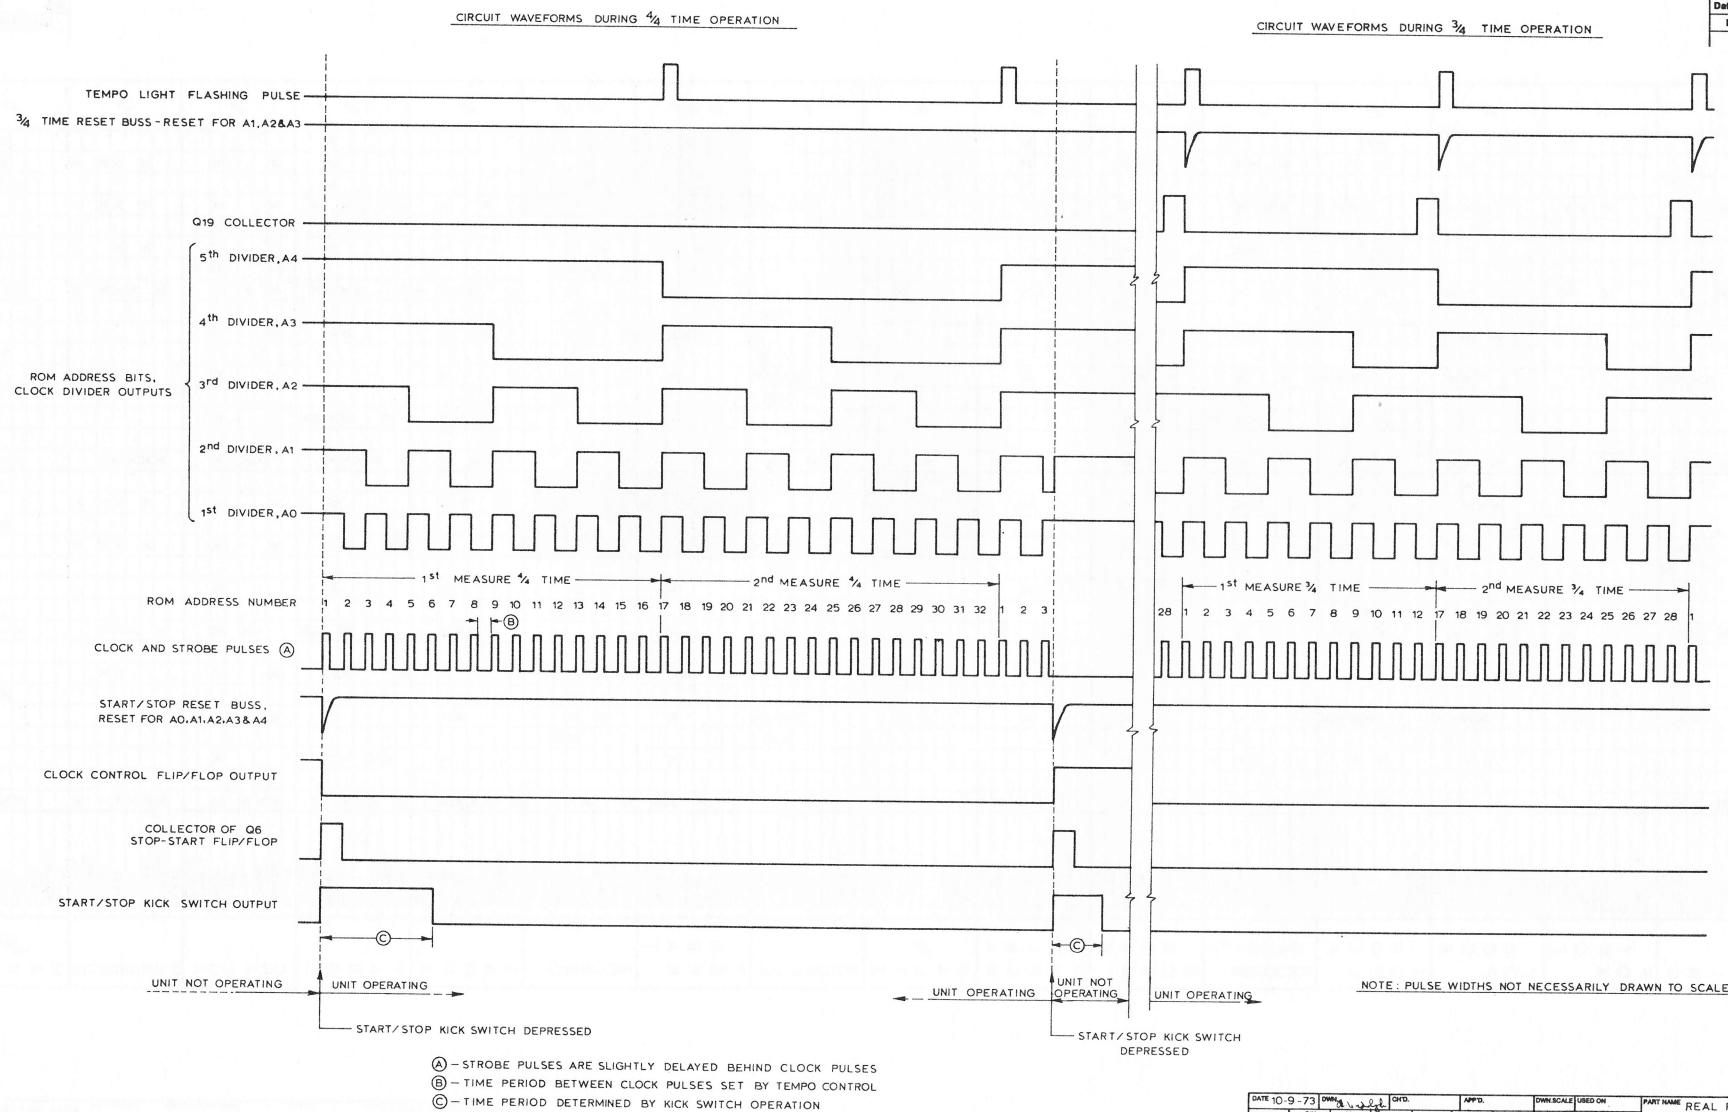 CIRCUIT WAVEFORMS DURING 4/4 TIME OPERATION
CIRCUIT WAVEFORMS DURING 3/4 TIME OPERATION
TEMPO LIGHT FLASHING PULSE
3/4 TIME RESET BUSS-RESET FOR A1,A2&A3
Q19 COLLECTOR
5th DIVIDER,A4
4th DIVIDER,A3
ROM ADDRESS BITS,
CLOCK DIVIDER OUTPUTS
3rd DIVIDER,A2
2nd DIVIDER,A1
1st DIVIDER,A0
1st MEASURE 4/4 TIME
2nd MEASURE 4/4 TIME
1st MEASURE 3/4 TIME
2nd MEASURE 3/4 TIME
ROM ADDRESS NUMBER
1 2 3 4 5 6 7 8 9 10 11 12 13 14 15 16 17 18 19 20 21 22 23 24 25 26 27 28 29 30 31 32 1 2 3
28 1 2 3 4 5 6 7 8 9 10 11 12 17 18 19 20 21 22 23 24 25 26 27 28 1
B
CLOCK AND STROBE PULSES A
START/STOP RESET BUSS,
RESET FOR A0,A1,A2,A3&A4
CLOCK CONTROL FLIP/FLOP OUTPUT
COLLECTOR OF Q6
STOP-START FLIP/FLOP
START/STOP KICK SWITCH OUTPUT
C
C
UNIT NOT OPERATING
UNIT OPERATING
UNIT OPERATING
UNIT NOT
OPERATING
UNIT OPERATING
NOTE: PULSE WIDTHS NOT NECESSARILY DRAWN TO SCALE
START/STOP KICK SWITCH DEPRESSED
START/STOP KICK SWITCH
DEPRESSED
A – STROBE PULSES ARE SLIGHTLY DELAYED BEHIND CLOCK PULSES
B – TIME PERIOD BETWEEN CLOCK PULSES SET BY TEMPO CONTROL
C – TIME PERIOD DETERMINED BY KICK SWITCH OPERATION
DATE 10-9-73 DWN. CH'D. APP'D. DWN.SCALE USED ON PART NAME REAL